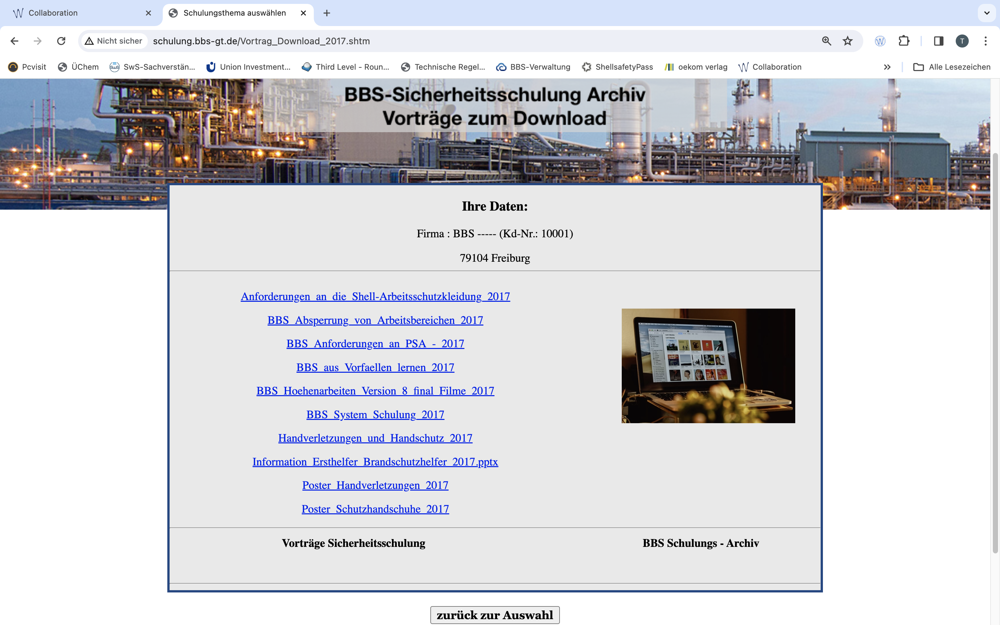 Collaboration
Schulungsthema auswählen
Nicht sicher
schulung.bbs-gt.de/Vortrag_Download_2017.shtm
T
Pcvisit
ÜChem
SwS-Sachverstän...
Union Investment...
Third Level - Roun...
Technische Regel...
BBS-Verwaltung
ShellsafetyPass
oekom verlag
Collaboration
Alle Lesezeichen
BBS-Sicherheitsschulung Archiv
Vorträge zum Download
Ihre Daten:
Firma : BBS ----- (Kd-Nr.: 10001)
79104 Freiburg
Anforderungen_an_die_Shell-Arbeitsschutzkleidung_2017
BBS_Absperrung_von_Arbeitsbereichen_2017
BBS_Anforderungen_an_PSA_-_2017
BBS_aus_Vorfaellen_lernen_2017
BBS_Hoehenarbeiten_Version_8_final_Filme_2017
BBS_System_Schulung_2017
Handverletzungen_und_Handschutz_2017
Information_Ersthelfer_Brandschutzhelfer_2017.pptx
Poster_Handverletzungen_2017
Poster_Schutzhandschuhe_2017
Vorträge Sicherheitsschulung
BBS Schulungs - Archiv
zurück zur Auswahl